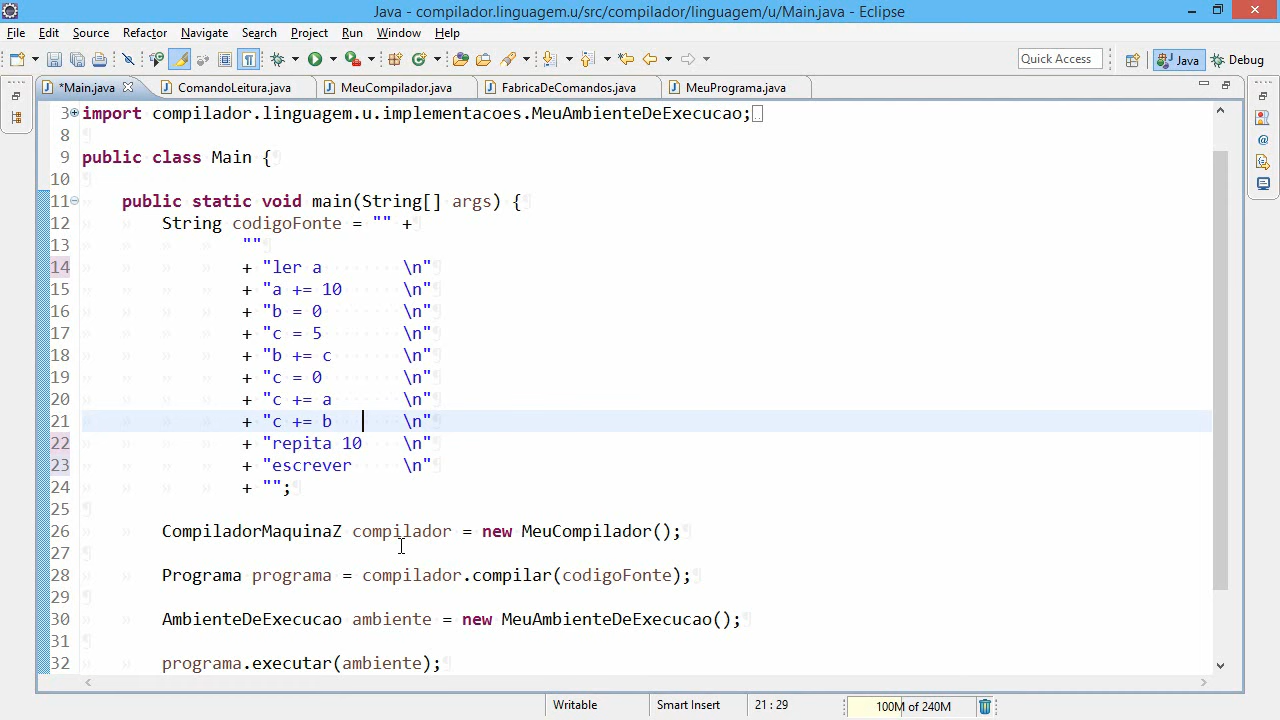 Java - compilador.linguagem.u/src/compilador/linguagem/u/Main.java - Eclipse
File Edit Source Refactor Navigate Search Project Run Window Help
Quick Access Java Debug
*Main.java ComandoLeitura.java MeuCompilador.java FabricaDeComandos.java MeuPrograma.java
3 import compilador.linguagem.u.implementacoes.MeuAmbienteDeExecucao;
8
9 public class Main {
10
11 public static void main(String[] args) {
12 String codigoFonte = "" +
13 ""
14 + "ler a \n"
15 + "a += 10 \n"
16 + "b = 0 \n"
17 + "c = 5 \n"
18 + "b += c \n"
19 + "c = 0 \n"
20 + "c += a \n"
21 + "c += b \n"
22 + "repita 10 \n"
23 + "escrever \n"
24 + "";
25
26 CompiladorMaquinaZ compilador = new MeuCompilador();
27
28 Programa programa = compilador.compilar(codigoFonte);
29
30 AmbienteDeExecucao ambiente = new MeuAmbienteDeExecucao();
31
32 programa.executar(ambiente);
Writable Smart Insert 21 : 29 100M of 240M